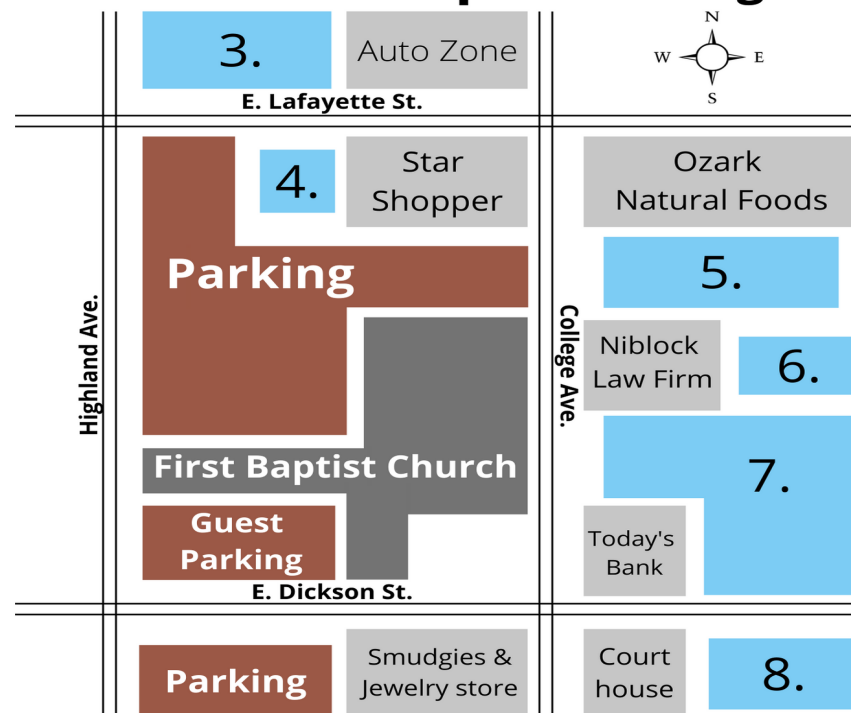 3.
Auto Zone
N
W
E
S
E. Lafayette St.
4.
Star
Shopper
Ozark
Natural Foods
Parking
5.
Highland Ave.
College Ave.
Niblock
Law Firm
6.
First Baptist Church
7.
Guest
Parking
Today's
Bank
E. Dickson St.
Parking
Smudgies &
Jewelry store
Court
house
8.